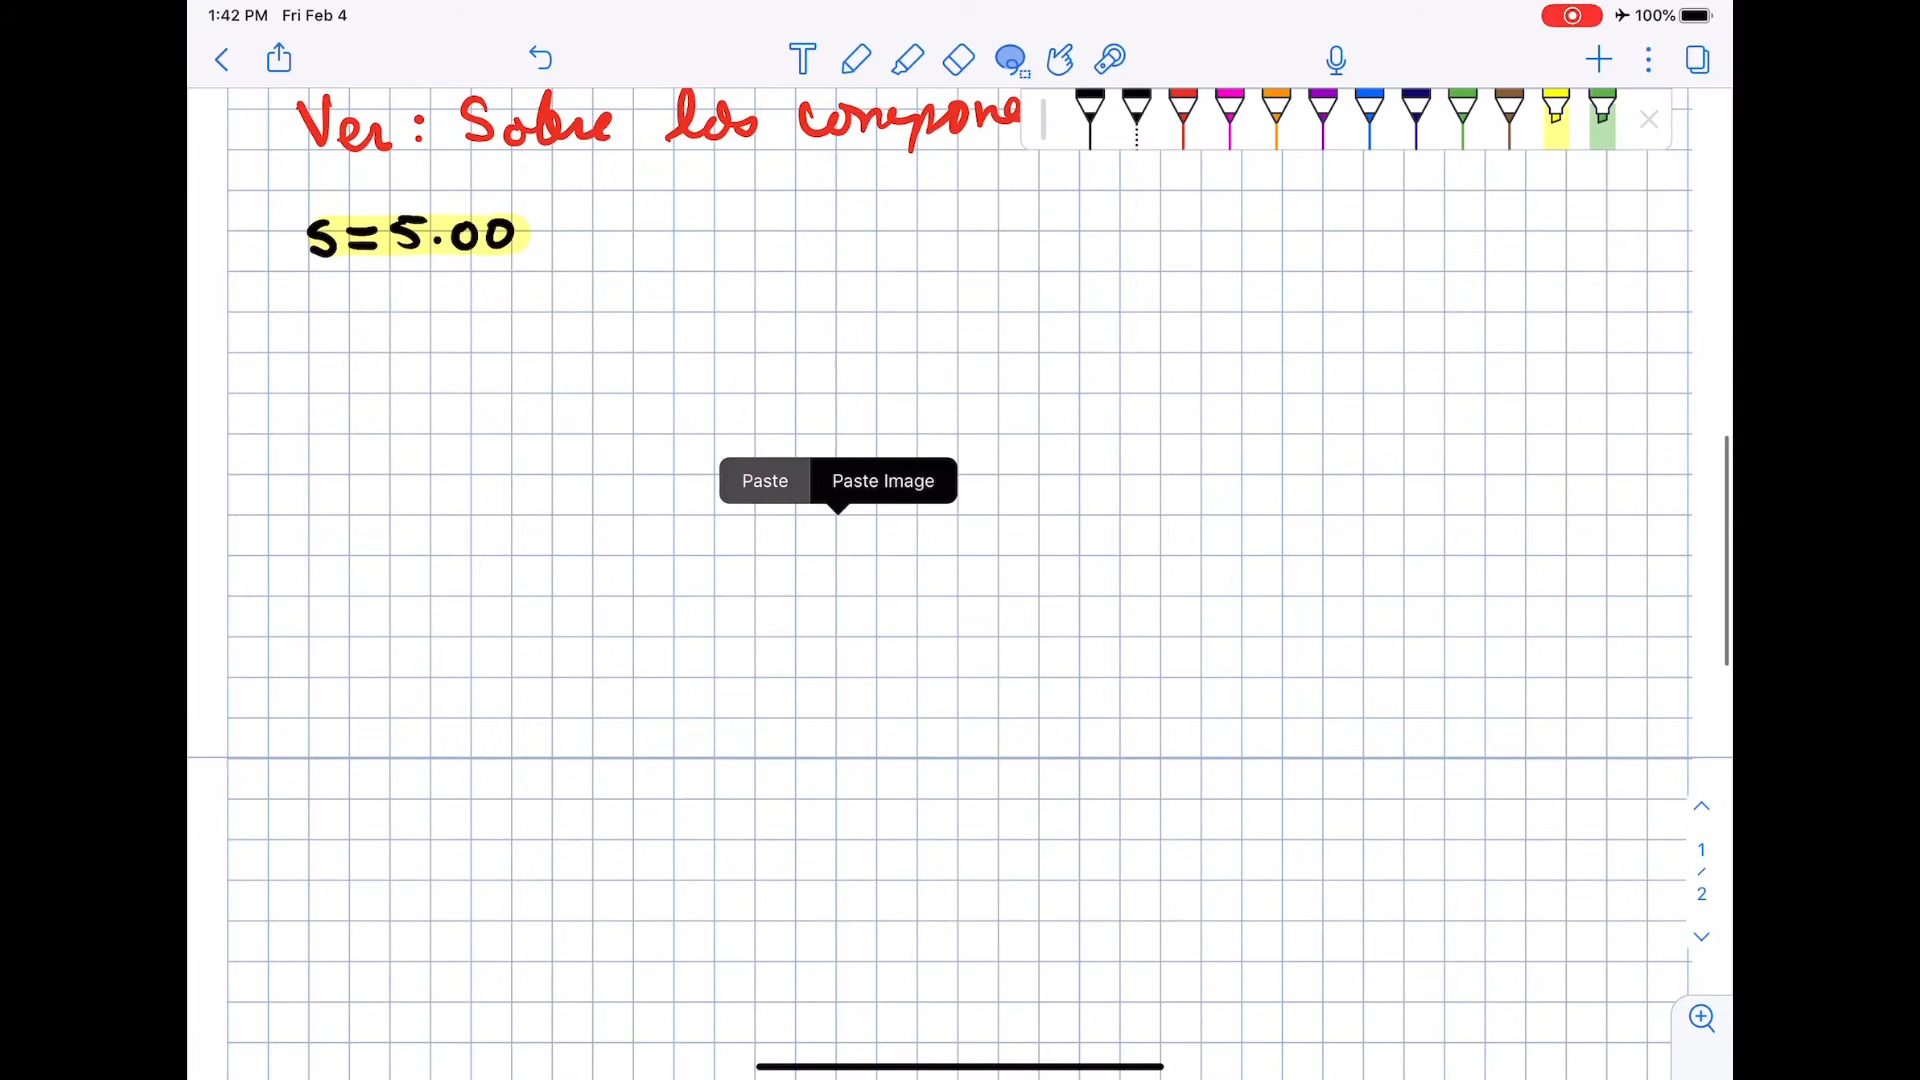 1:42 PM Fri Feb 4
100%
Ver: Sobre los compone
S=5.00
Paste Paste Image
1
2